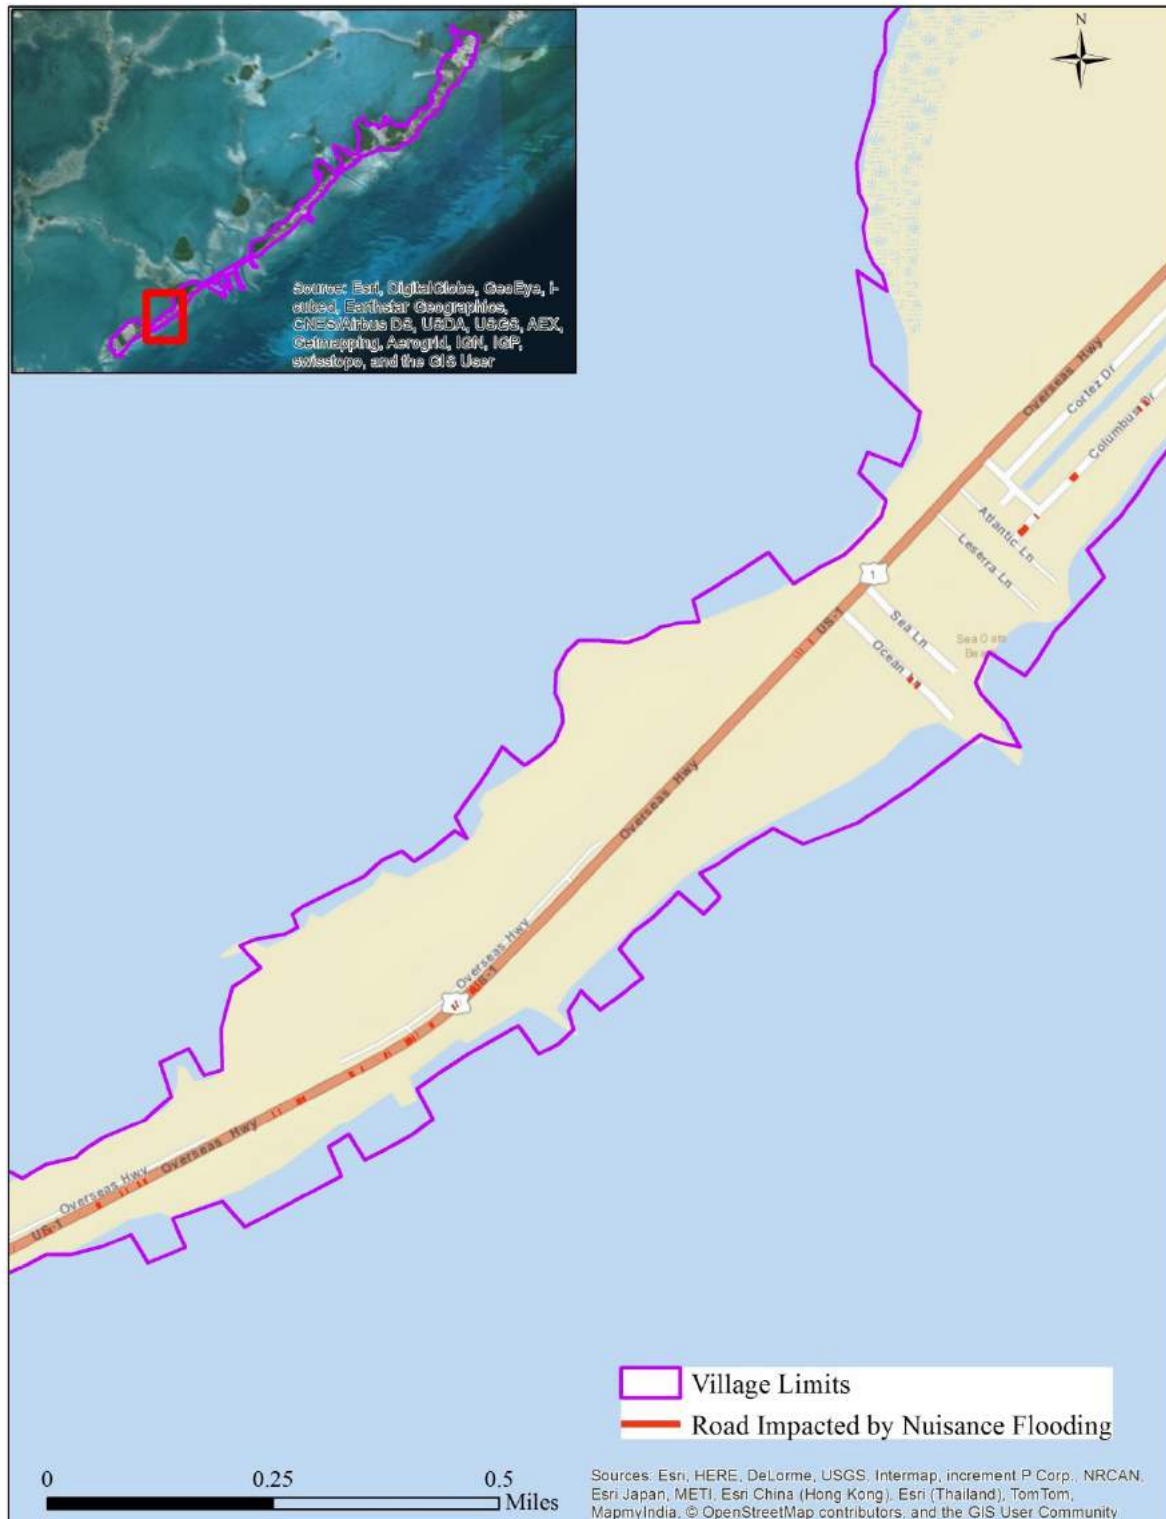 N
Source: Esri, DigitalGlobe, GeoEye, i-
cubed, Earthstar Geographics,
CNES/Airbus DS, USDA, USGS, AEX,
Getmapping, Aerogrid, IGN, IGP,
swisstopo, and the GIS User
Overseas Hwy
Cortez Dr
Columbus Dr
Atlantic Ln
Leserra Ln
1
US-1
Sea Ln
Ocean
Sea Oats
Overseas Hwy
Overseas Hwy
US-1
Overseas Hwy
Overseas Hwy
US-1
Village Limits
Road Impacted by Nuisance Flooding
0 0.25 0.5
Miles
Sources: Esri, HERE, DeLorme, USGS, Intermap, increment P Corp., NRCAN,
Esri Japan, METI, Esri China (Hong Kong), Esri (Thailand), TomTom,
MapmyIndia, © OpenStreetMap contributors, and the GIS User Community